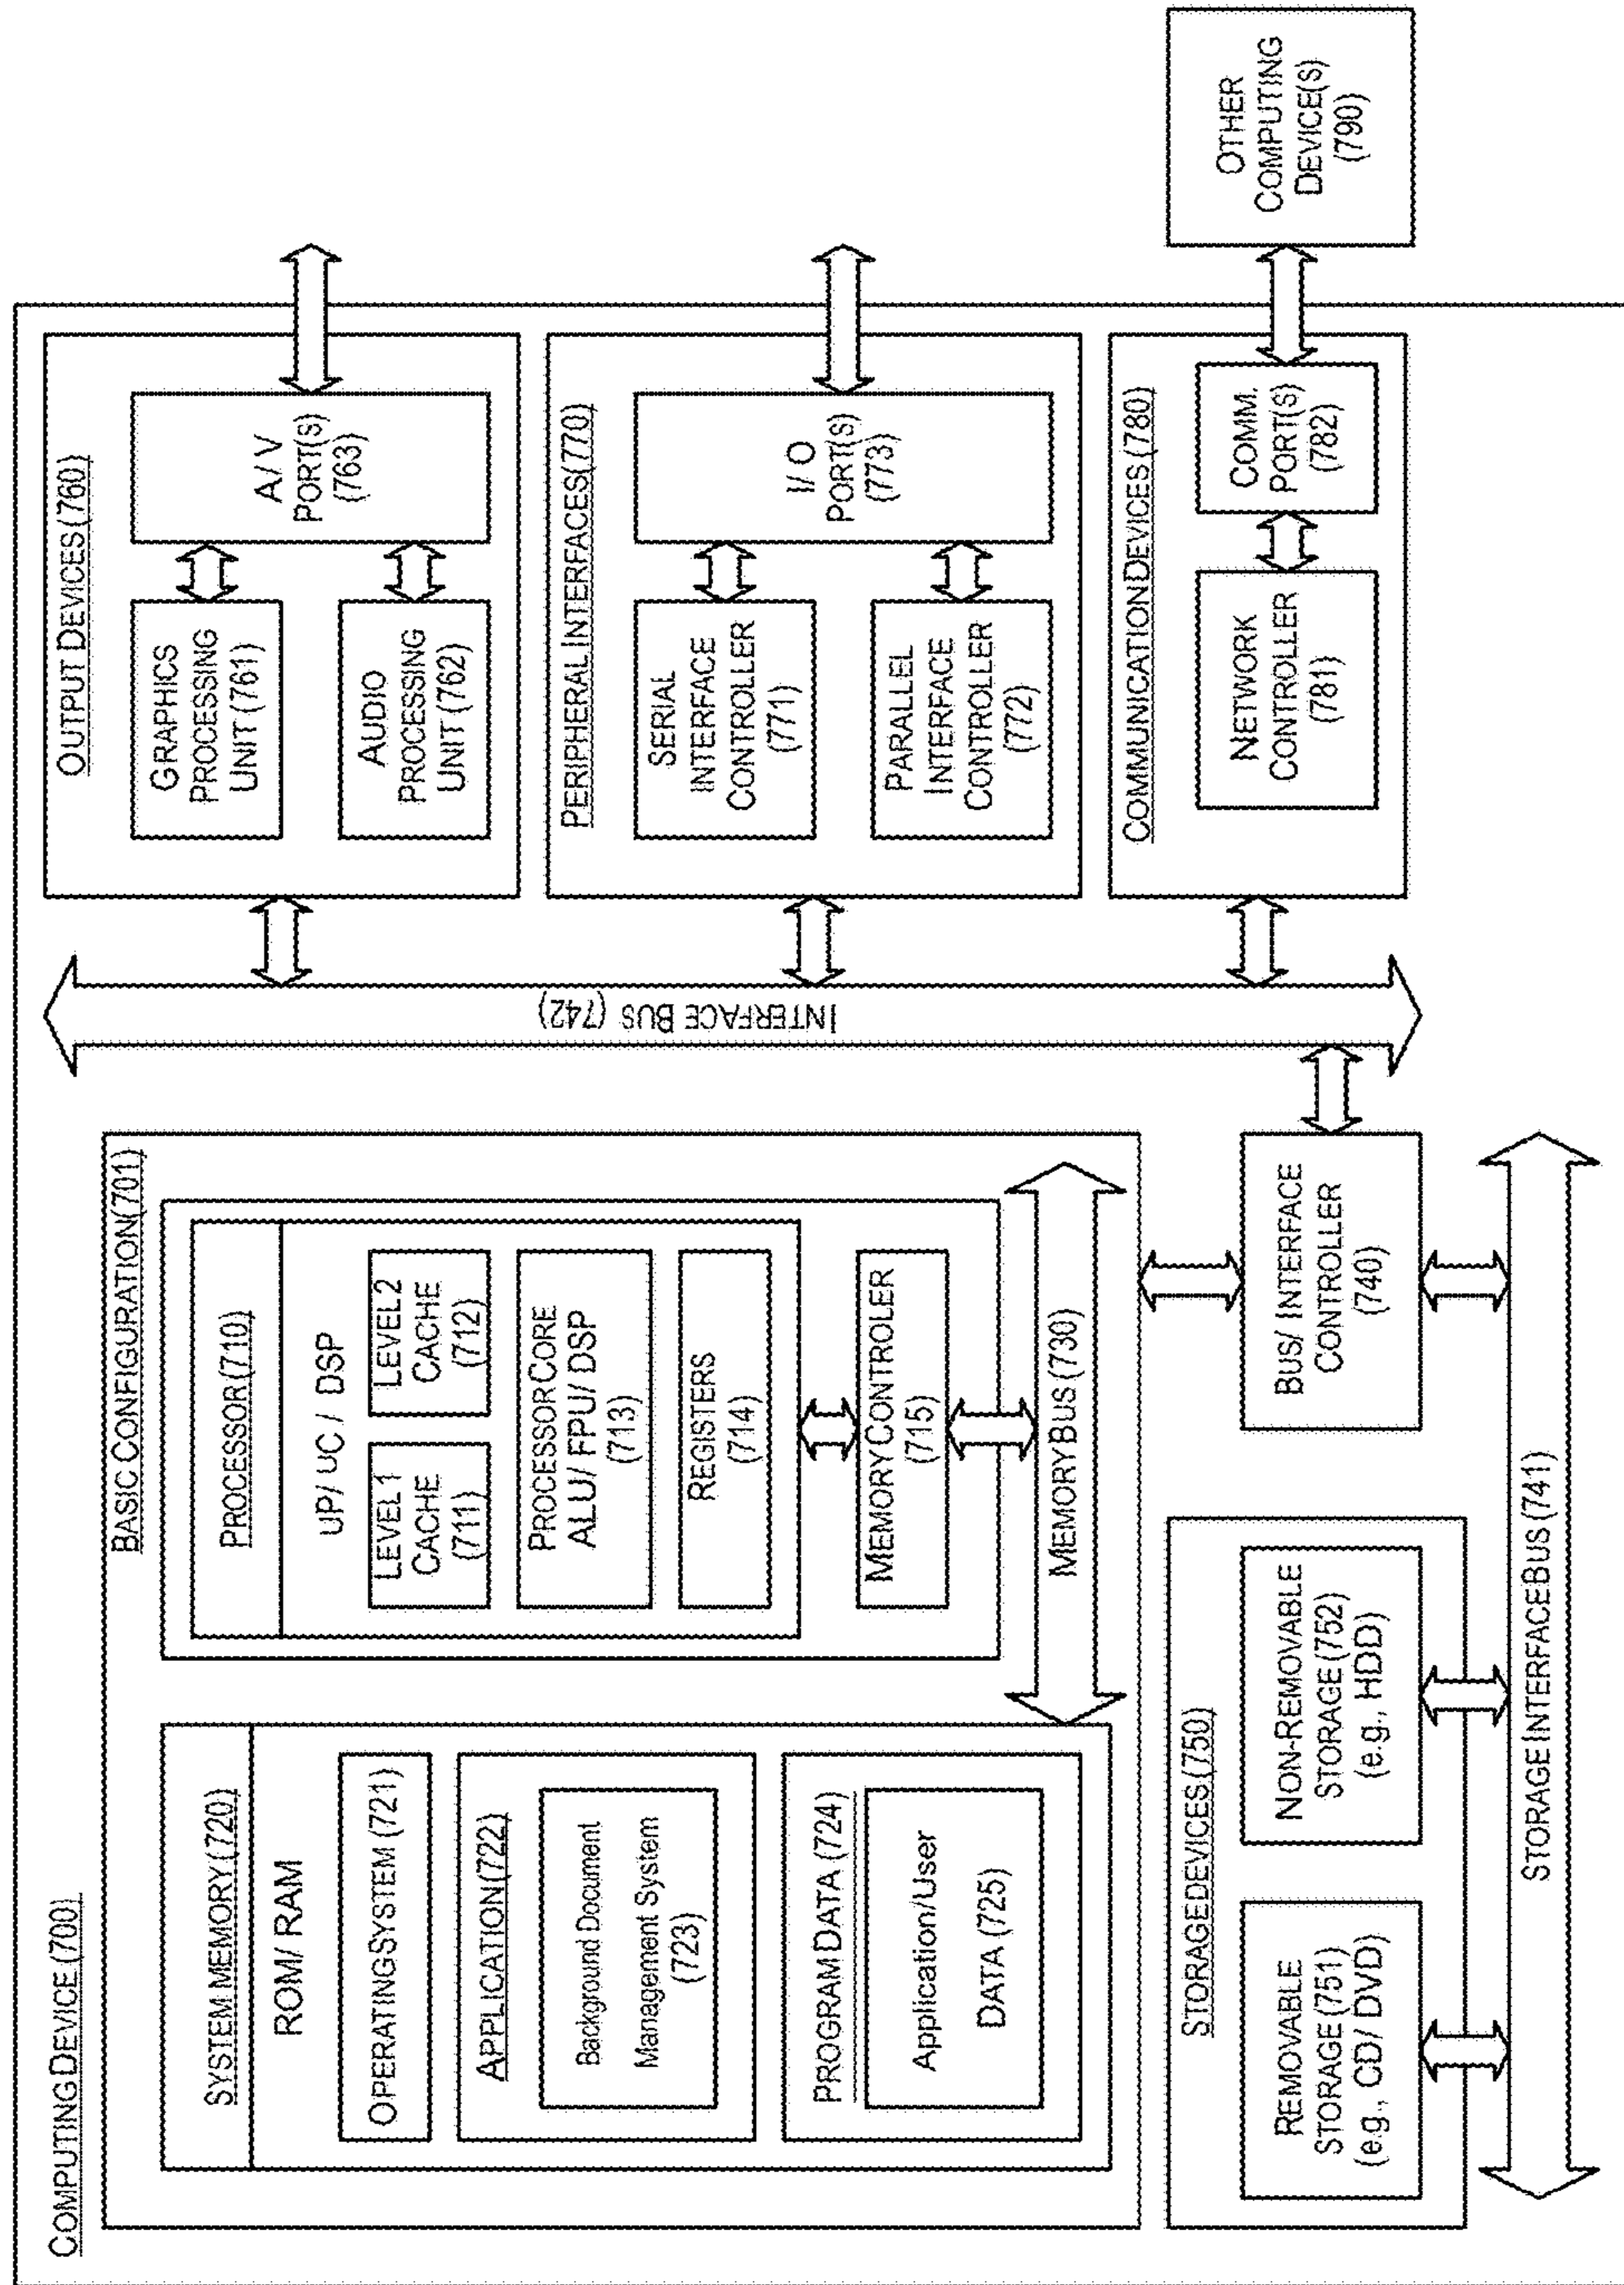 COMPUTING DEVICE (700)
BASIC CONFIGURATION (701)
SYSTEM MEMORY (720)
ROM/ RAM
OPERATING SYSTEM (721)
APPLICATION (722)
Background Document
Management System
(723)
PROGRAM DATA (724)
Application/User
DATA (725)
PROCESSOR (710)
UP/ UC / DSP
LEVEL 1
CACHE
(711)
LEVEL 2
CACHE
(712)
PROCESSOR CORE
ALU/ FPU/ DSP
(713)
REGISTERS
(714)
MEMORY CONTROLLER
(715)
MEMORY BUS (730)
BUS/ INTERFACE
CONTROLLER
(740)
STORAGE DEVICES (750)
REMOVABLE
STORAGE (751)
(e.g., CD/ DVD)
NON-REMOVABLE
STORAGE (752)
(e.g., HDD)
STORAGE INTERFACE BUS (741)
INTERFACE BUS (742)
OUTPUT DEVICES (760)
GRAPHICS
PROCESSING
UNIT (761)
AUDIO
PROCESSING
UNIT (762)
A/ V
PORT(S)
(763)
PERIPHERAL INTERFACES (770)
SERIAL
INTERFACE
CONTROLLER
(771)
PARALLEL
INTERFACE
CONTROLLER
(772)
I/ O
PORT(S)
(773)
COMMUNICATION DEVICES (780)
NETWORK
CONTROLLER
(781)
COMM.
PORT(S)
(782)
OTHER
COMPUTING
DEVICE(S)
(790)